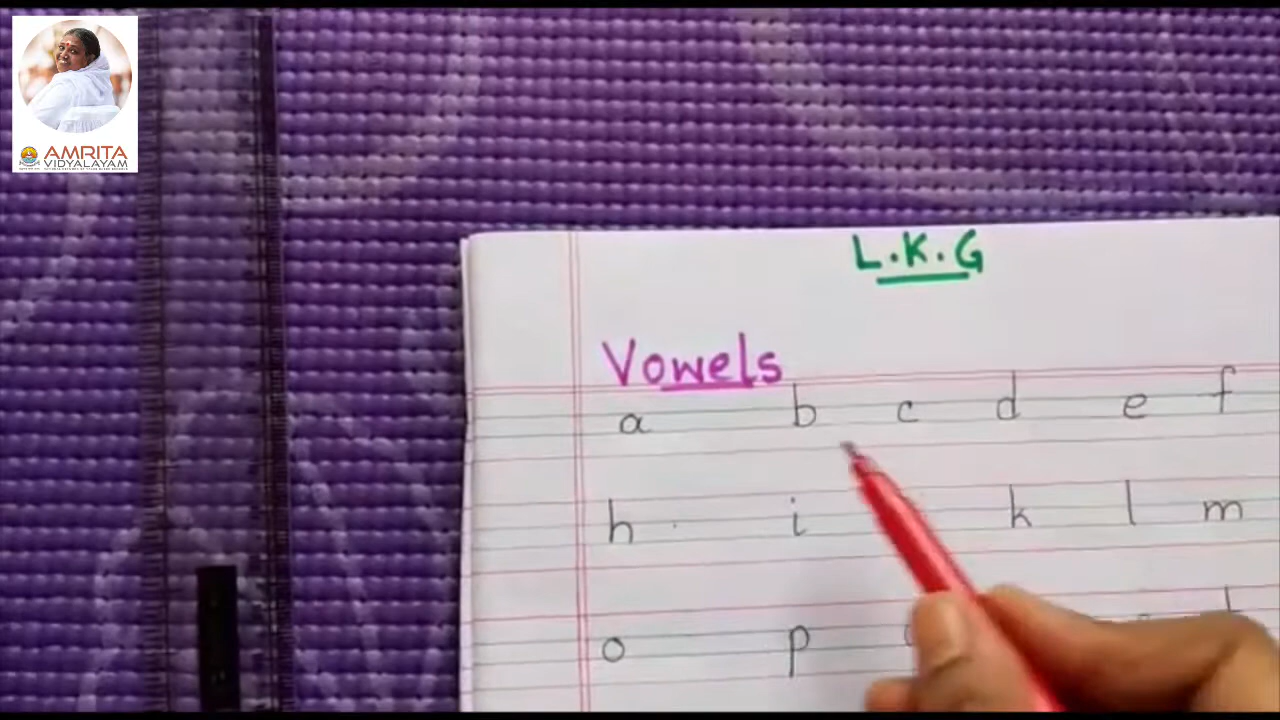 AMRITA
VIDYALAYAM
L.K.G
Vowels
a b c d e f
h i k l m
o p